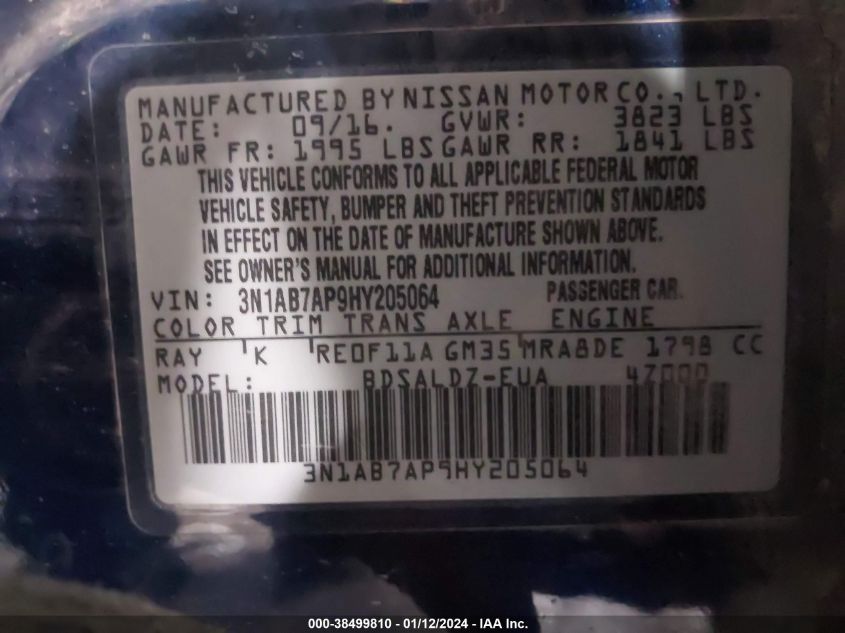 MANUFACTURED BY NISSAN MOTOR CO., LTD.
DATE: 09/16. GVWR: 3823 LBS
GAWR FR: 1995 LBS GAWR RR: 1841 LBS
THIS VEHICLE CONFORMS TO ALL APPLICABLE FEDERAL MOTOR
VEHICLE SAFETY, BUMPER AND THEFT PREVENTION STANDARDS
IN EFFECT ON THE DATE OF MANUFACTURE SHOWN ABOVE.
SEE OWNER'S MANUAL FOR ADDITIONAL INFORMATION.
VIN: 3N1AB7AP9HY205064 PASSENGER CAR.
COLOR TRIM TRANS AXLE ENGINE
RAY K RE0F11A GM35 MRA8DE 1798 CC
MODEL: BDSALDZ-EUA 4Z000
3N1AB7AP9HY205064
000-38499810 - 01/12/2024 - IAA Inc.